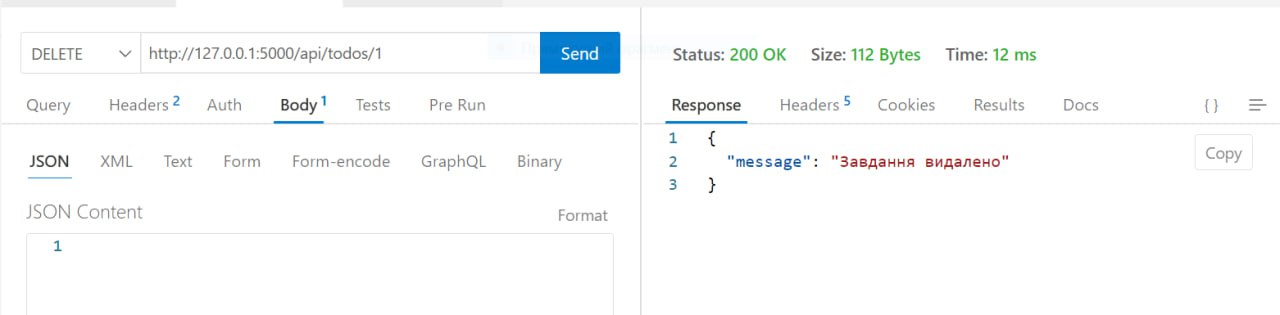 DELETE http://127.0.0.1:5000/api/todos/1 Send
Query Headers 2 Auth Body 1 Tests Pre Run
JSON XML Text Form Form-encode GraphQL Binary
JSON Content Format
1
Status: 200 OK Size: 112 Bytes Time: 12 ms
Response Headers 5 Cookies Results Docs { }
1 {
2 "message": "Завдання видалено"
3 }
Copy